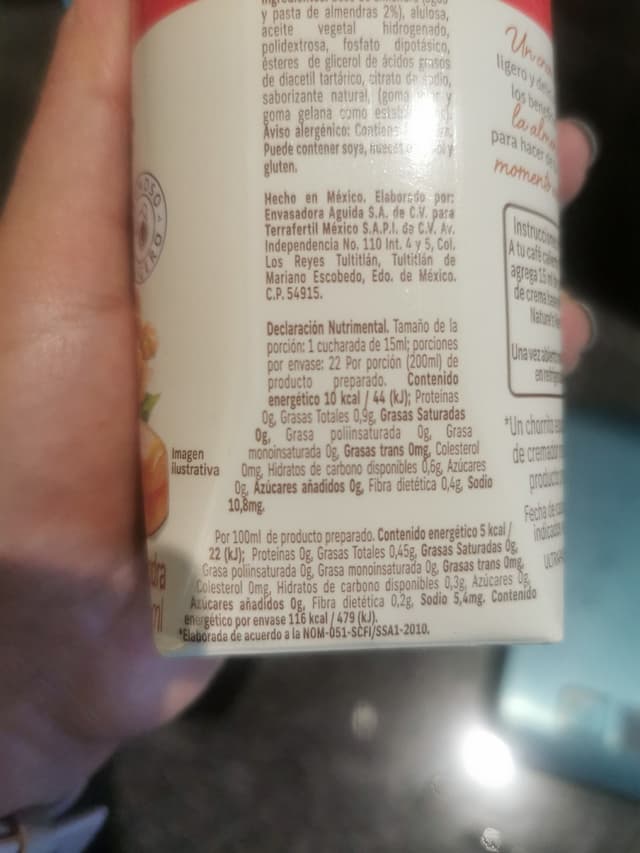 y pasta de almendras 2%), alulosa,
aceite vegetal hidrogenado,
polidextrosa, fosfato dipotásico,
ésteres de glicerol de ácidos grasos
de diacetil tartárico, citrato de sodio,
saborizante natural, (goma y
goma gelana como
Aviso alergénico: Contiene
Puede contener soya, y
gluten.
Hecho en México. Elaborado por:
Envasadora Aguida S.A. de C.V. para
Terrafertil México S.A.P.I. de C.V. Av.
Independencia No. 110 Int. 4 y 5, Col.
Los Reyes Tultitlán, Tultitlán de
Mariano Escobedo, Edo. de México.
C.P. 54915.
Declaración Nutrimental. Tamaño de la
porción: 1 cucharada de 15ml; porciones
por envase: 22 Por porción (200ml) de
producto preparado. Contenido
energético 10 kcal / 44 (kJ); Proteínas
0g, Grasas Totales 0,9g, Grasas Saturadas
0g, Grasa poliinsaturada 0g, Grasa
monoinsaturada 0g, Grasas trans 0mg, Colesterol
0mg, Hidratos de carbono disponibles 0,6g, Azúcares
0g, Azúcares añadidos 0g, Fibra dietética 0,4g, Sodio
10,8mg.
Por 100ml de producto preparado. Contenido energético 5 kcal /
22 (kJ); Proteínas 0g, Grasas Totales 0,45g, Grasas Saturadas 0g,
Grasa poliinsaturada 0g, Grasa monoinsaturada 0g, Grasas trans 0mg,
Colesterol 0mg, Hidratos de carbono disponibles 0,3g, Azúcares 0g,
Azúcares añadidos 0g, Fibra dietética 0,2g, Sodio 5,4mg. Contenido
energético por envase 116 kcal / 479 (kJ).
*Elaborada de acuerdo a la NOM-051-SCFI/SSA1-2010.
Imagen
ilustrativa
Un
ligero y
los
la
para hacer
A tu café
agrega 15 ml
de crema
Una vez
en
*Un chorrito
de
Fecha de